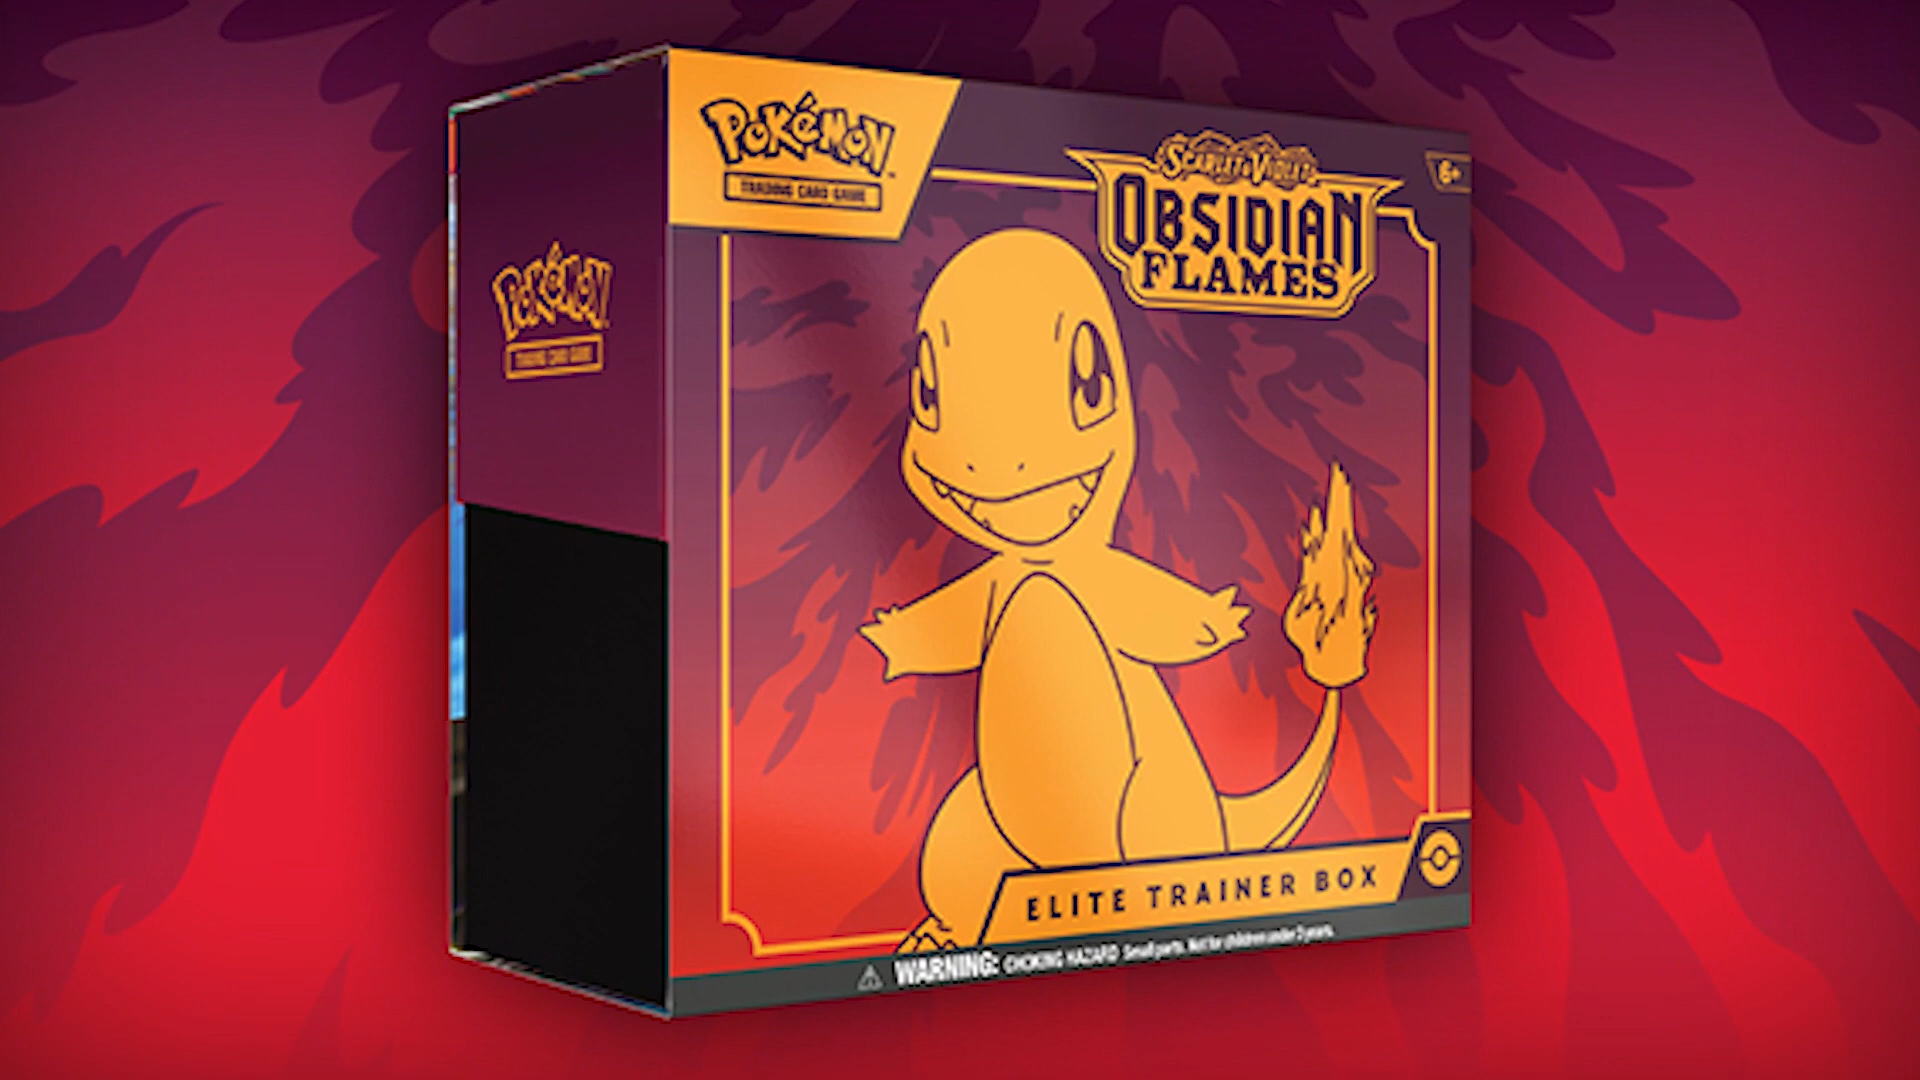 POKéMON
TRADING CARD GAME
SCARLET & VIOLET
OBSIDIAN
FLAMES
6+
POKéMON
TRADING CARD GAME
ELITE TRAINER BOX
WARNING: CHOKING HAZARD Small parts. Not for children under 3 years.